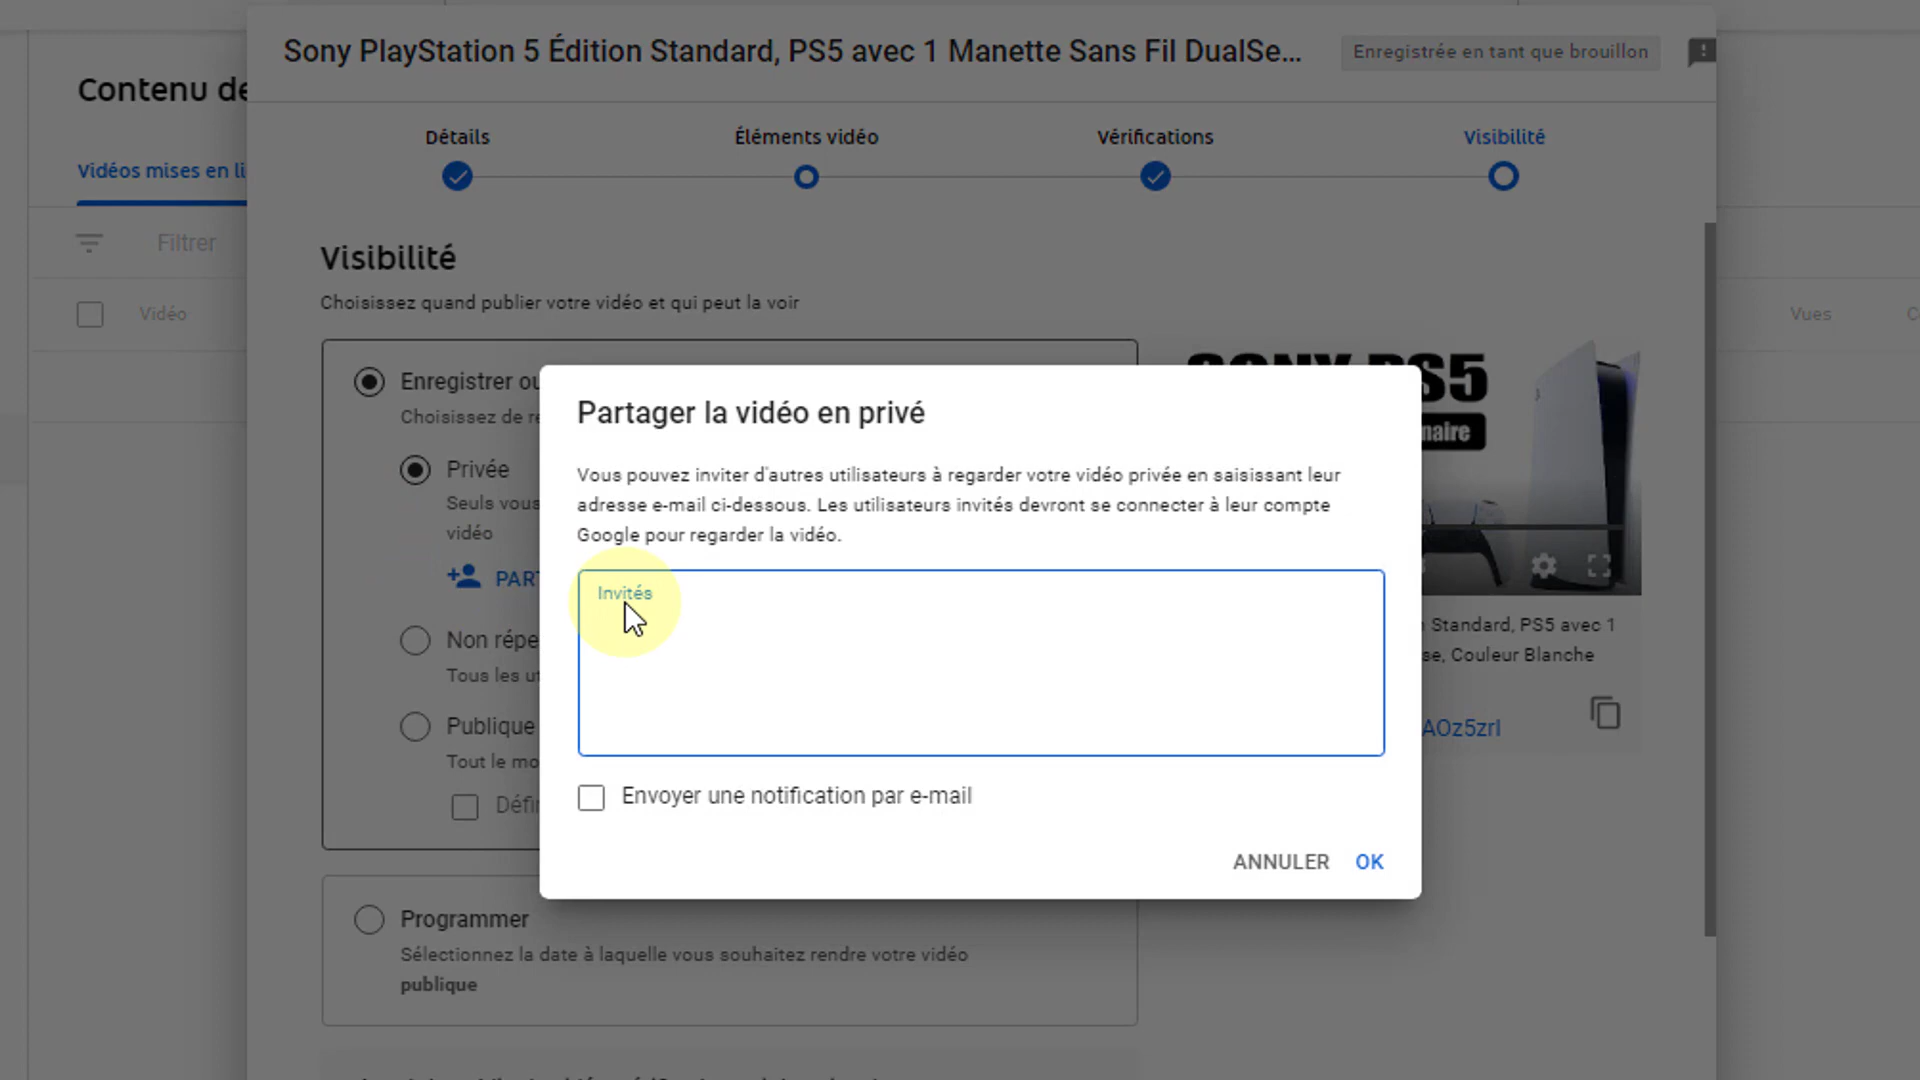 Sony PlayStation 5 Édition Standard, PS5 avec 1 Manette Sans Fil DualSe...
Enregistrée en tant que brouillon
Contenu de
Détails
Éléments vidéo
Vérifications
Visibilité
Vidéos mises en li
Filtrer
Visibilité
Choisissez quand publier votre vidéo et qui peut la voir
Vidéo
Vues
SONY PS5
Enregistrer ou
Choisissez de re
Partager la vidéo en privé
naire
Privée
Seuls vous
vidéo
Vous pouvez inviter d'autres utilisateurs à regarder votre vidéo privée en saisissant leur
adresse e-mail ci-dessous. Les utilisateurs invités devront se connecter à leur compte
Google pour regarder la vidéo.
PART
Invités
Non répe
Tous les ut
Standard, PS5 avec 1
se, Couleur Blanche
Publique
Tout le mo
AOz5zrI
Défin
Envoyer une notification par e-mail
ANNULER
OK
Programmer
Sélectionnez la date à laquelle vous souhaitez rendre votre vidéo
publique